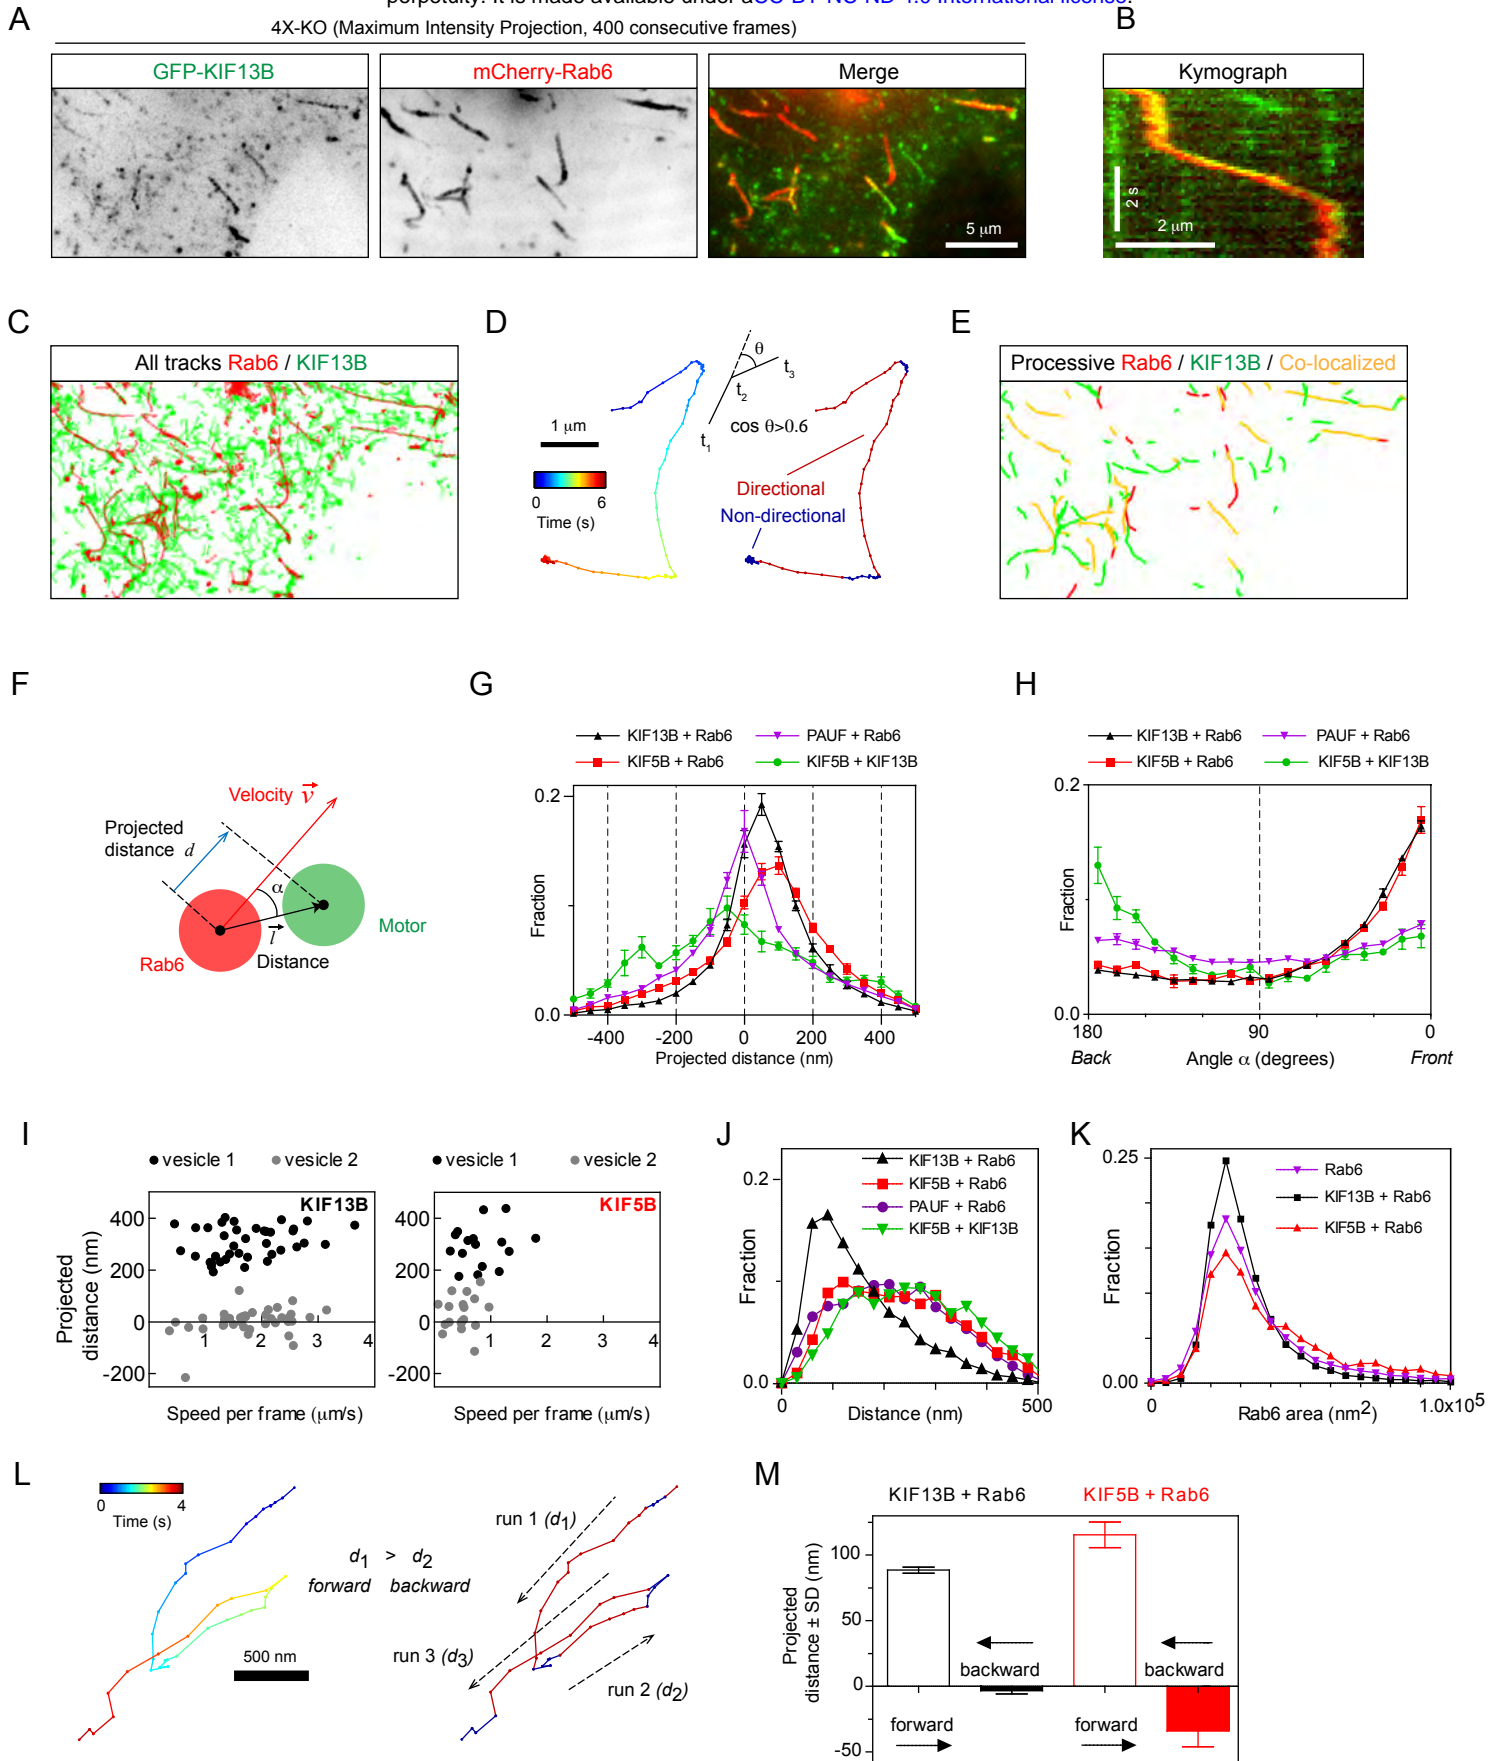 A
B
4X-KO (Maximum Intensity Projection, 400 consecutive frames)
GFP-KIF13B
mCherry-Rab6
Merge
Kymograph
5 μm
2 s
2 μm
C
D
E
All tracks Rab6 / KIF13B
1 μm
0 6
Time (s)
θ
t1
t2
t3
cos θ>0.6
Directional
Non-directional
Processive Rab6 / KIF13B / Co-localized
F
G
H
Velocity v
Projected
distance d
α
l
Distance
Motor
Rab6
KIF13B + Rab6
PAUF + Rab6
KIF5B + Rab6
KIF5B + KIF13B
0.2
Fraction
0.0
-400 -200 0 200 400
Projected distance (nm)
KIF13B + Rab6
PAUF + Rab6
KIF5B + Rab6
KIF5B + KIF13B
0.2
Fraction
0.0
180 90 0
Back Angle α (degrees) Front
I
J
K
vesicle 1 vesicle 2
KIF13B
Projected
distance (nm)
400
200
0
-200
1 2 3 4
Speed per frame (μm/s)
vesicle 1 vesicle 2
KIF5B
400
200
0
-200
1 2 3 4
Speed per frame (μm/s)
KIF13B + Rab6
KIF5B + Rab6
PAUF + Rab6
KIF5B + KIF13B
0.2
Fraction
0.0
0 500
Distance (nm)
Rab6
KIF13B + Rab6
KIF5B + Rab6
0.25
Fraction
0.00
0 1.0x10⁵
Rab6 area (nm²)
L
M
0 4
Time (s)
d1 > d2
forward backward
500 nm
run 1 (d1)
run 3 (d3)
run 2 (d2)
KIF13B + Rab6 KIF5B + Rab6
Projected
distance ± SD (nm)
100
50
0
-50
backward
backward
forward
forward